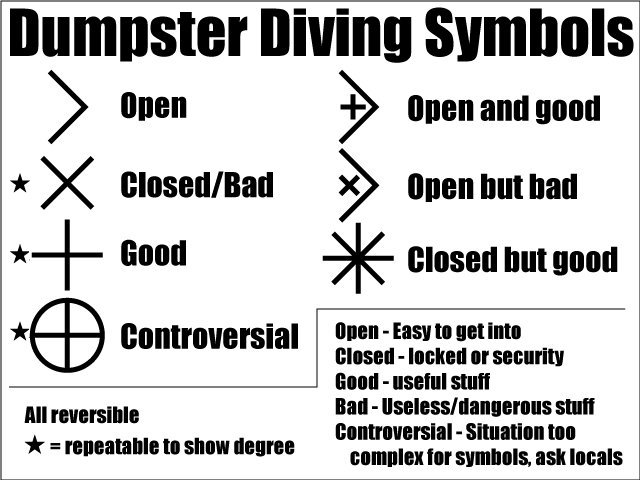 Dumpster Diving Symbols
Open
Open and good
Closed/Bad
Open but bad
Good
Closed but good
Controversial
Open - Easy to get into
Closed - locked or security
Good - useful stuff
Bad - Useless/dangerous stuff
Controversial - Situation too
complex for symbols, ask locals
All reversible
★ = repeatable to show degree